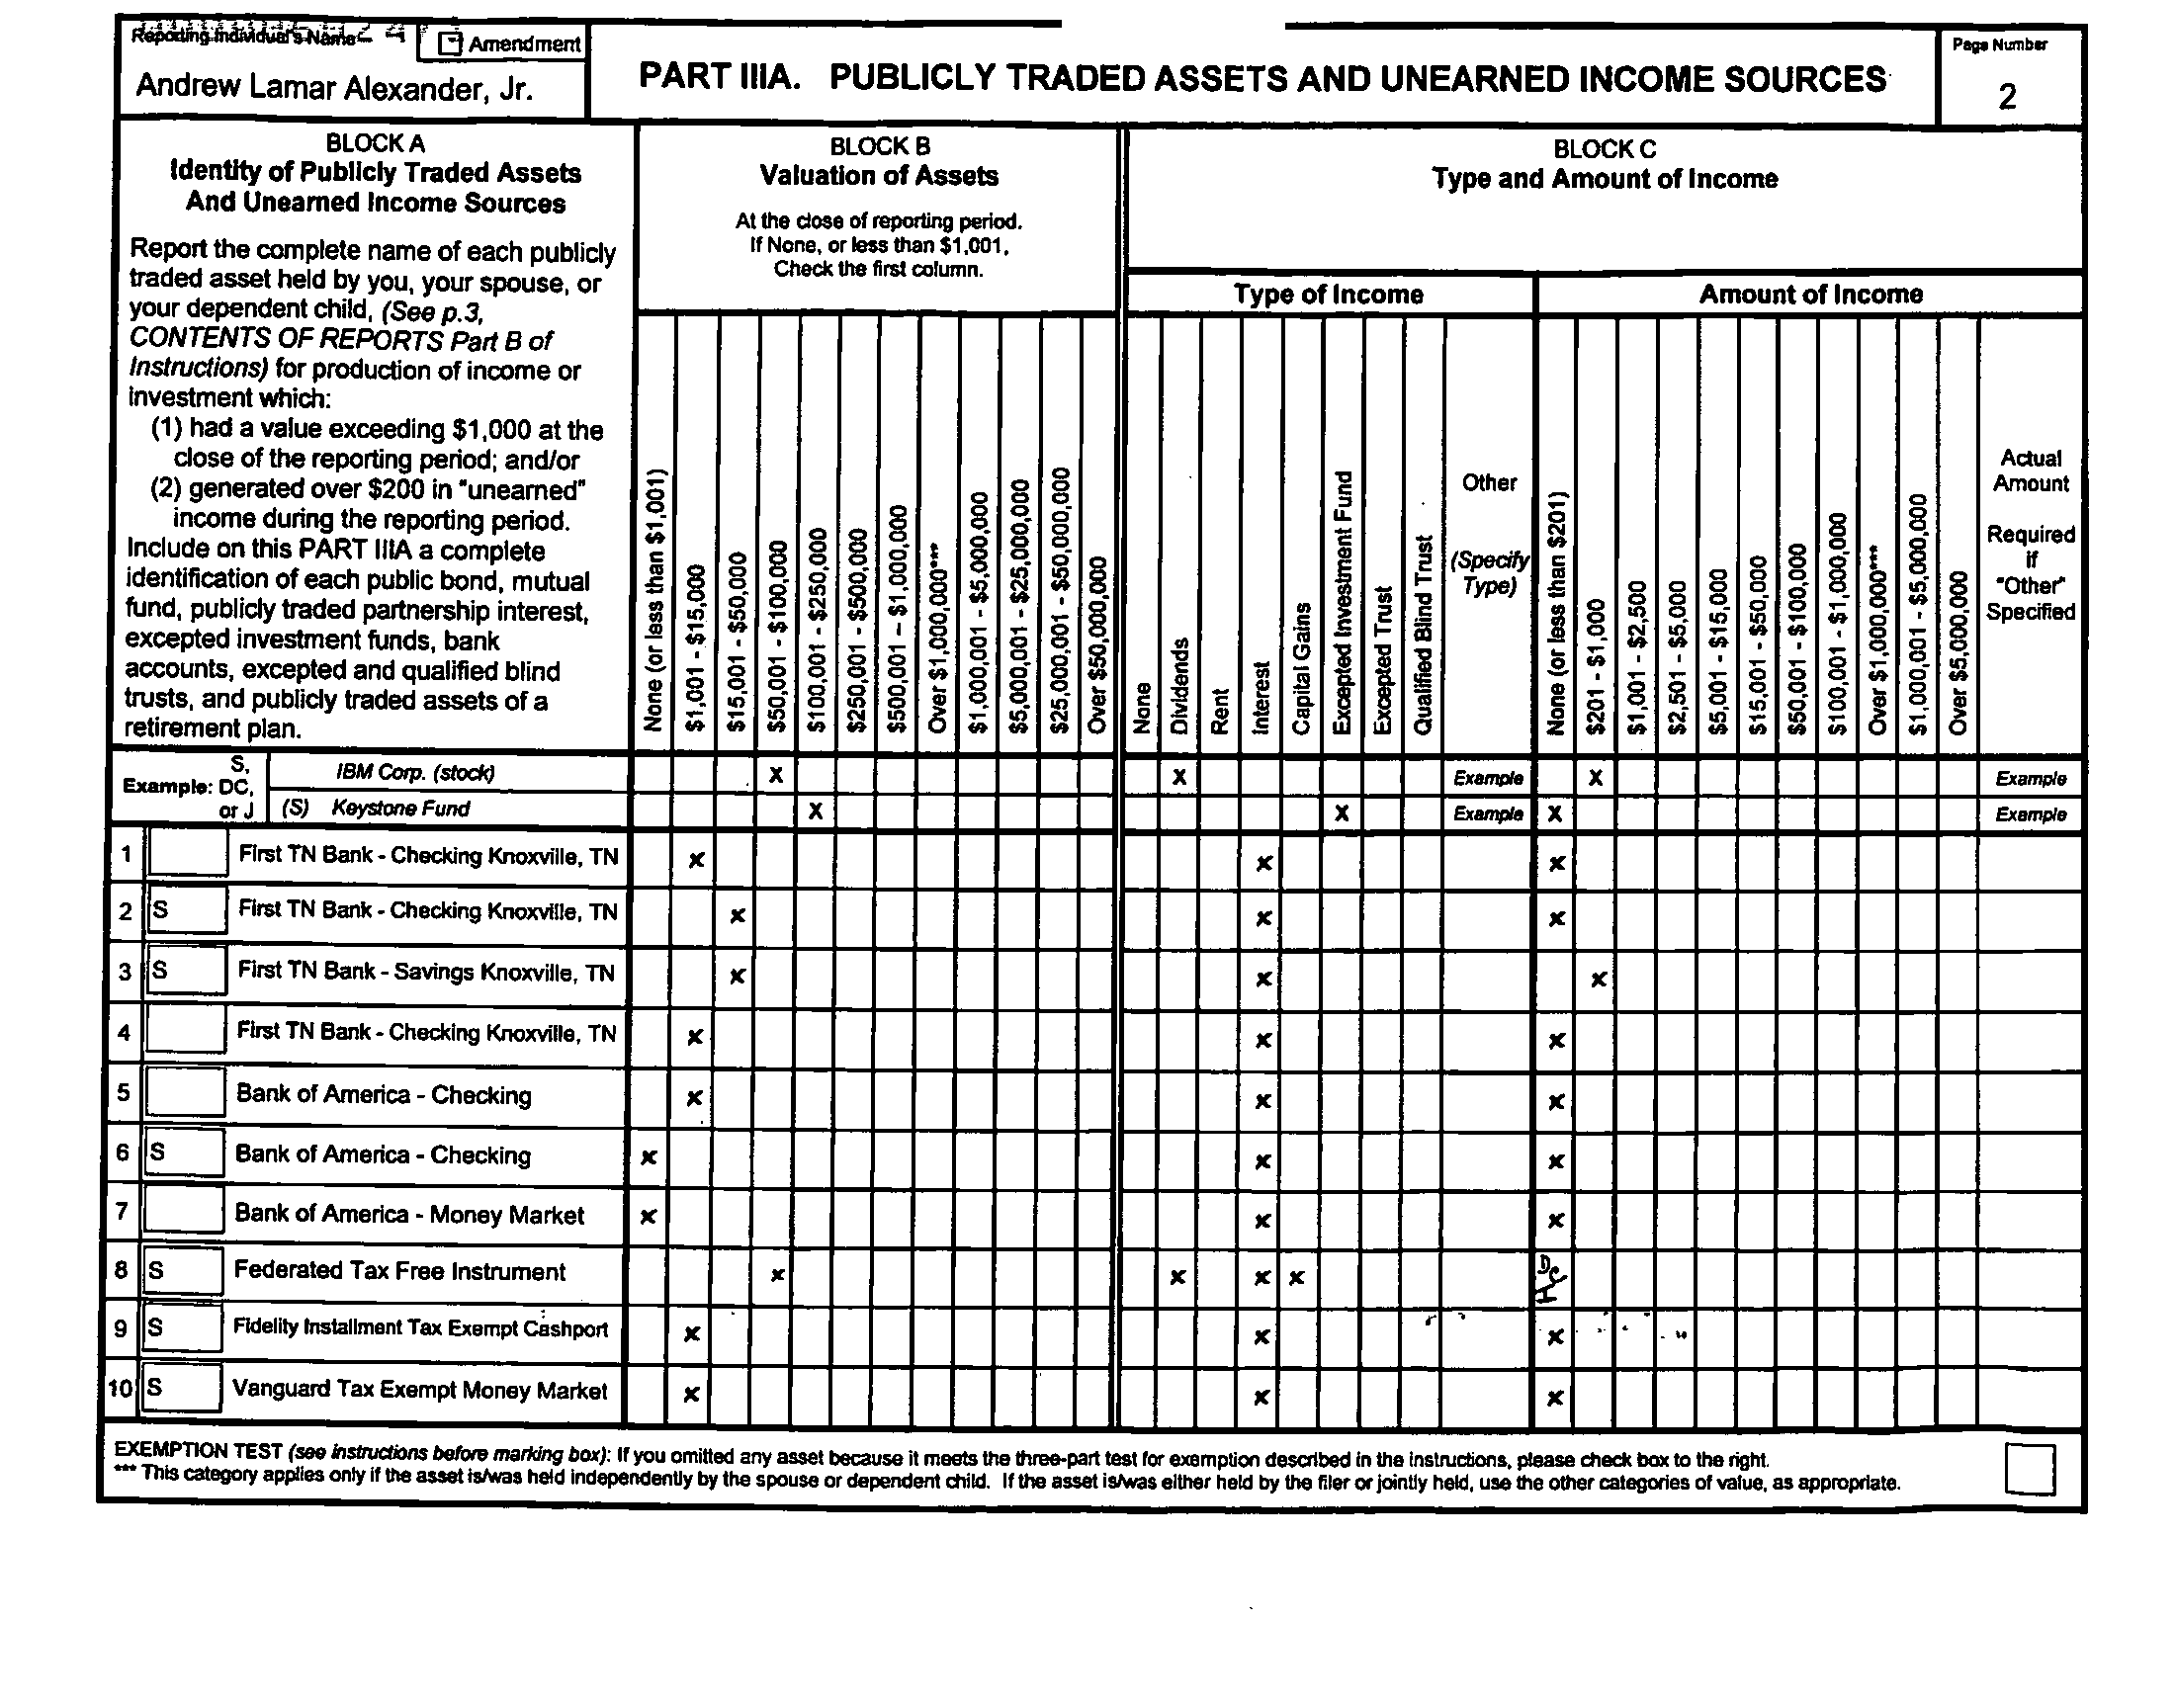 Reporting Individual's Name
Amendment
Andrew Lamar Alexander, Jr.
PART IIIA. PUBLICLY TRADED ASSETS AND UNEARNED INCOME SOURCES
Page Number
2
BLOCK A
Identity of Publicly Traded Assets
And Unearned Income Sources
Report the complete name of each publicly
traded asset held by you, your spouse, or
your dependent child, (See p.3,
CONTENTS OF REPORTS Part B of
Instructions) for production of income or
investment which:
(1) had a value exceeding $1,000 at the
close of the reporting period; and/or
(2) generated over $200 in "unearned"
income during the reporting period.
Include on this PART IIIA a complete
identification of each public bond, mutual
fund, publicly traded partnership interest,
excepted investment funds, bank
accounts, excepted and qualified blind
trusts, and publicly traded assets of a
retirement plan.
BLOCK B
Valuation of Assets
At the close of reporting period.
If None, or less than $1,001,
Check the first column.
None (or less than $1,001)
$1,001 - $15,000
$15,001 - $50,000
$50,001 - $100,000
$100,001 - $250,000
$250,001 - $500,000
$500,001 – $1,000,000
Over $1,000,000***
$1,000,001 - $5,000,000
$5,000,001 - $25,000,000
$25,000,001 - $50,000,000
Over $50,000,000
BLOCK C
Type and Amount of Income
Type of Income
None
Dividends
Rent
Interest
Capital Gains
Excepted Investment Fund
Excepted Trust
Qualified Blind Trust
Other
(Specify
Type)
Amount of Income
None (or less than $201)
$201 - $1,000
$1,001 - $2,500
$2,501 - $5,000
$5,001 - $15,000
$15,001 - $50,000
$50,001 - $100,000
$100,001 - $1,000,000
Over $1,000,000***
$1,000,001 - $5,000,000
Over $5,000,000
Actual
Amount
Required
if
"Other"
Specified
Example: S, DC, or J
IBM Corp. (stock) X X Example X Example
(S) Keystone Fund X X Example X Example
1 First TN Bank - Checking Knoxville, TN x x x
2 S First TN Bank - Checking Knoxville, TN x x x
3 S First TN Bank - Savings Knoxville, TN x x x
4 First TN Bank - Checking Knoxville, TN x x x
5 Bank of America - Checking x x x
6 S Bank of America - Checking x x x
7 Bank of America - Money Market x x x
8 S Federated Tax Free Instrument x x x x
9 S Fidelity Installment Tax Exempt Cashport x x x
10 S Vanguard Tax Exempt Money Market x x x
EXEMPTION TEST (see instructions before marking box): If you omitted any asset because it meets the three-part test for exemption described in the instructions, please check box to the right.
*** This category applies only if the asset is/was held independently by the spouse or dependent child. If the asset is/was either held by the filer or jointly held, use the other categories of value, as appropriate.